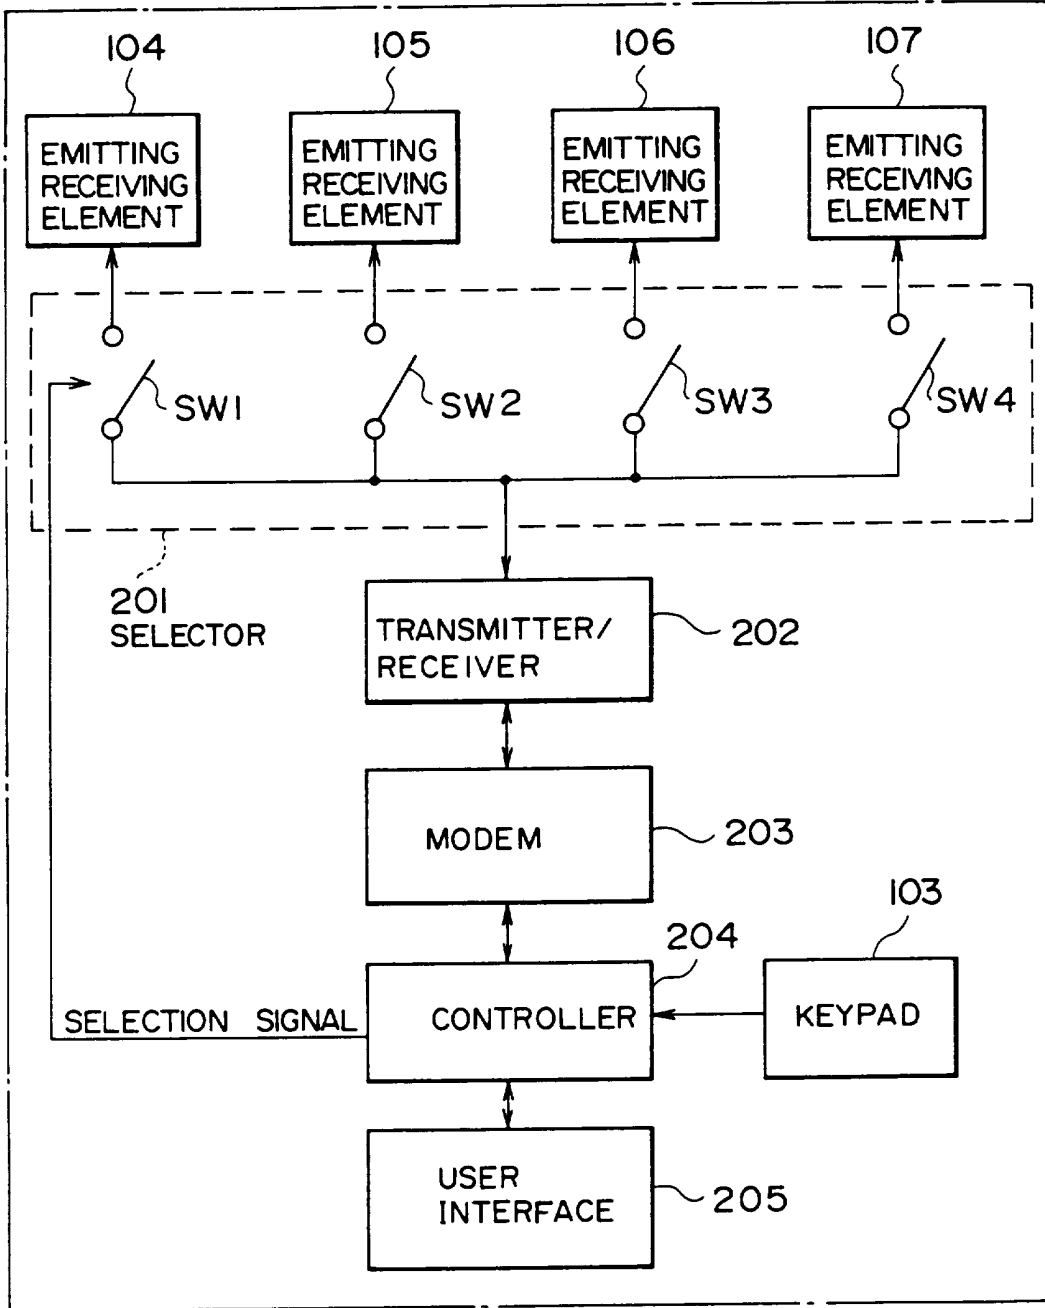 104
105
106
107
EMITTING
RECEIVING
ELEMENT
EMITTING
RECEIVING
ELEMENT
EMITTING
RECEIVING
ELEMENT
EMITTING
RECEIVING
ELEMENT
SW1
SW2
SW3
SW4
201
SELECTOR
TRANSMITTER/
RECEIVER
202
MODEM
203
103
204
SELECTION SIGNAL
CONTROLLER
KEYPAD
USER
INTERFACE
205